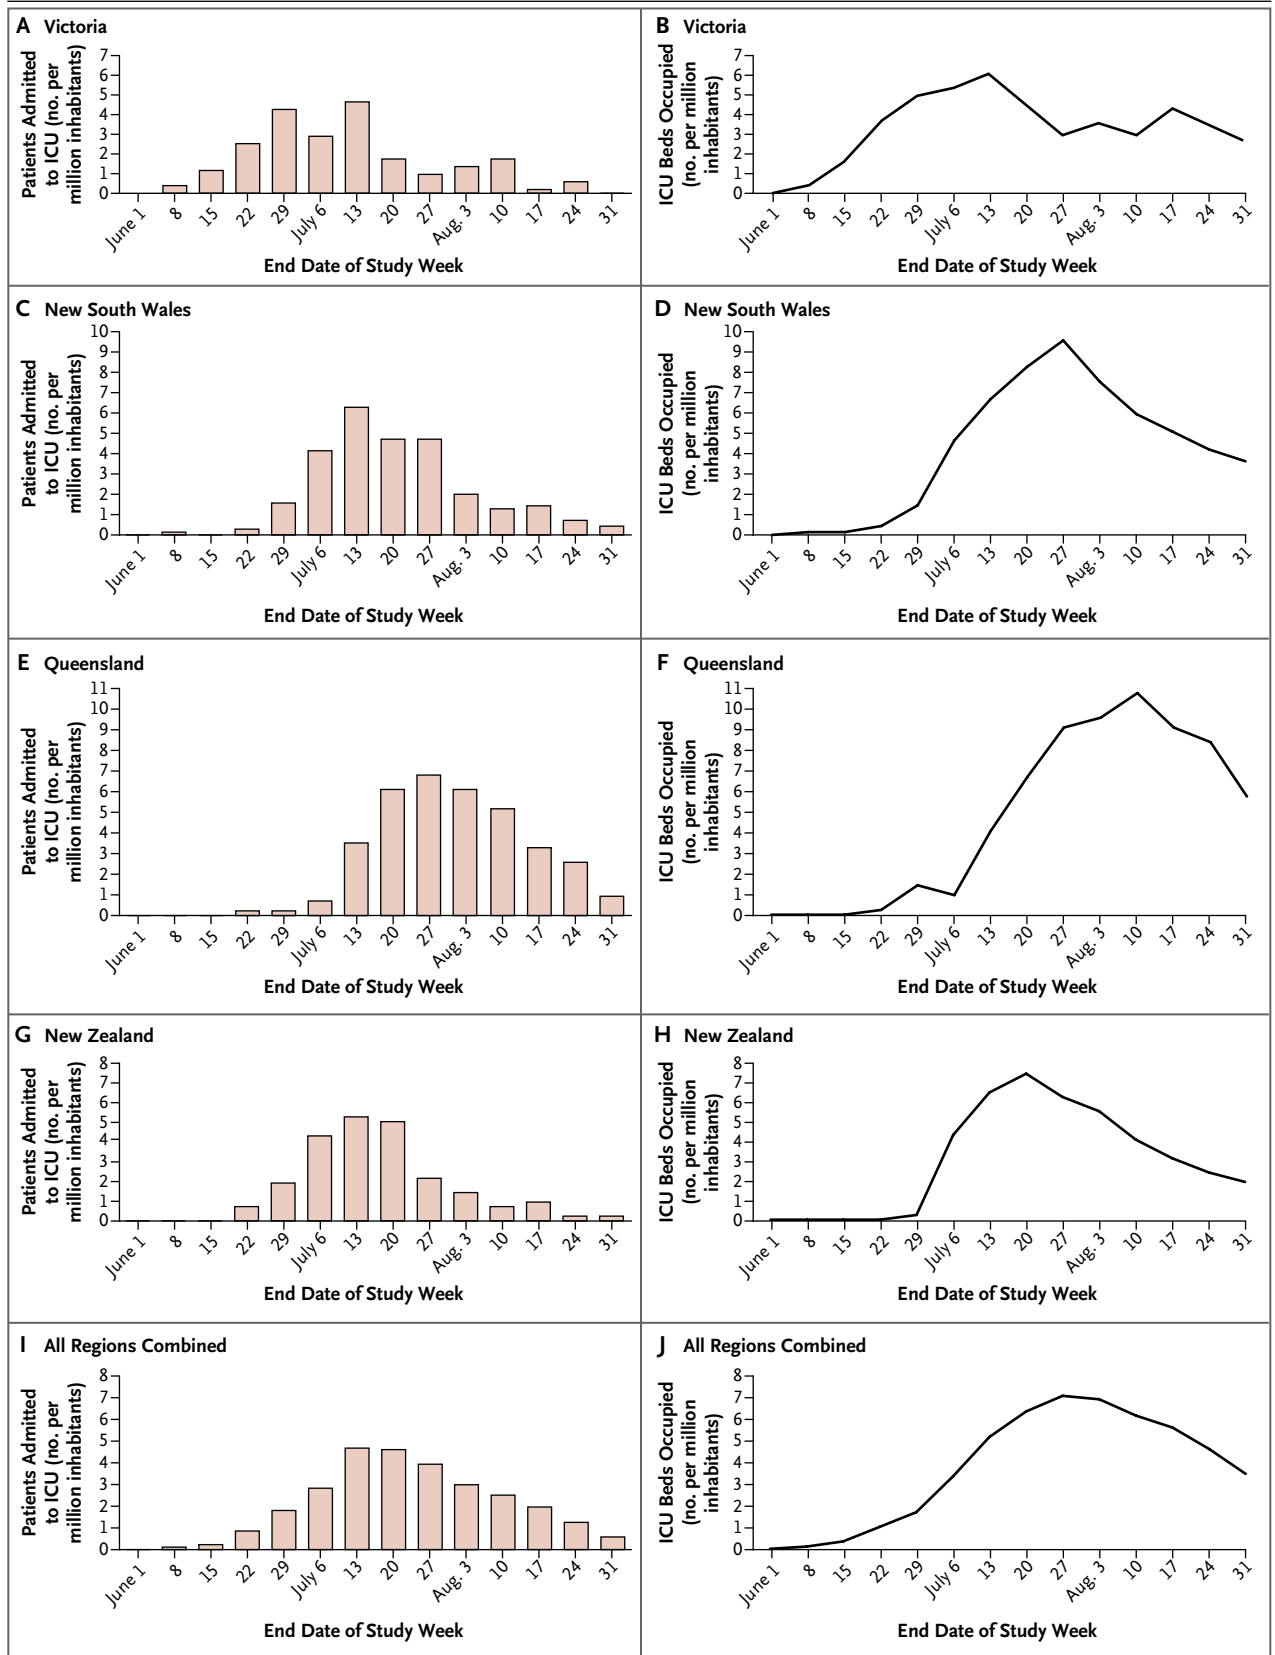 A Victoria
Patients Admitted
to ICU (no. per
million inhabitants)
7
6
5
4
3
2
1
0
June 1 8 15 22 29 July 6 13 20 27 Aug. 3 10 17 24 31
End Date of Study Week
B Victoria
ICU Beds Occupied
(no. per million
inhabitants)
7
6
5
4
3
2
1
0
June 1 8 15 22 29 July 6 13 20 27 Aug. 3 10 17 24 31
End Date of Study Week
C New South Wales
Patients Admitted
to ICU (no. per
million inhabitants)
10
9
8
7
6
5
4
3
2
1
0
June 1 8 15 22 29 July 6 13 20 27 Aug. 3 10 17 24 31
End Date of Study Week
D New South Wales
ICU Beds Occupied
(no. per million
inhabitants)
10
9
8
7
6
5
4
3
2
1
0
June 1 8 15 22 29 July 6 13 20 27 Aug. 3 10 17 24 31
End Date of Study Week
E Queensland
Patients Admitted
to ICU (no. per
million inhabitants)
11
10
9
8
7
6
5
4
3
2
1
0
June 1 8 15 22 29 July 6 13 20 27 Aug. 3 10 17 24 31
End Date of Study Week
F Queensland
ICU Beds Occupied
(no. per million
inhabitants)
11
10
9
8
7
6
5
4
3
2
1
0
June 1 8 15 22 29 July 6 13 20 27 Aug. 3 10 17 24 31
End Date of Study Week
G New Zealand
Patients Admitted
to ICU (no. per
million inhabitants)
8
7
6
5
4
3
2
1
0
June 1 8 15 22 29 July 6 13 20 27 Aug. 3 10 17 24 31
End Date of Study Week
H New Zealand
ICU Beds Occupied
(no. per million
inhabitants)
8
7
6
5
4
3
2
1
0
June 1 8 15 22 29 July 6 13 20 27 Aug. 3 10 17 24 31
End Date of Study Week
I All Regions Combined
Patients Admitted
to ICU (no. per
million inhabitants)
8
7
6
5
4
3
2
1
0
June 1 8 15 22 29 July 6 13 20 27 Aug. 3 10 17 24 31
End Date of Study Week
J All Regions Combined
ICU Beds Occupied
(no. per million
inhabitants)
8
7
6
5
4
3
2
1
0
June 1 8 15 22 29 July 6 13 20 27 Aug. 3 10 17 24 31
End Date of Study Week